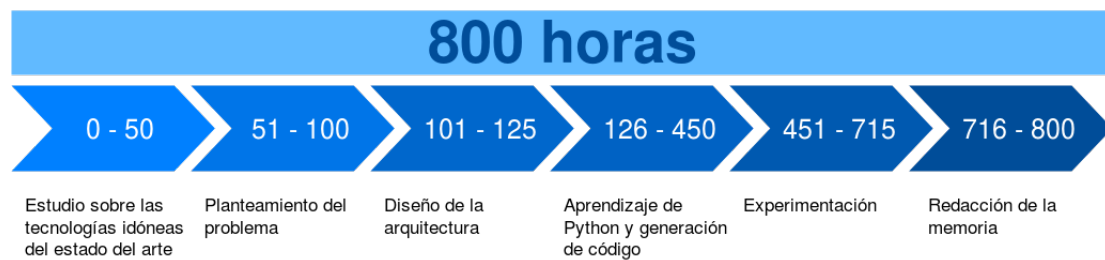 800 horas
0 - 50
51 - 100
101 - 125
126 - 450
451 - 715
716 - 800
Estudio sobre las
tecnologías idóneas
del estado del arte
Planteamiento del
problema
Diseño de la
arquitectura
Aprendizaje de
Python y generación
de código
Experimentación
Redacción de la
memoria